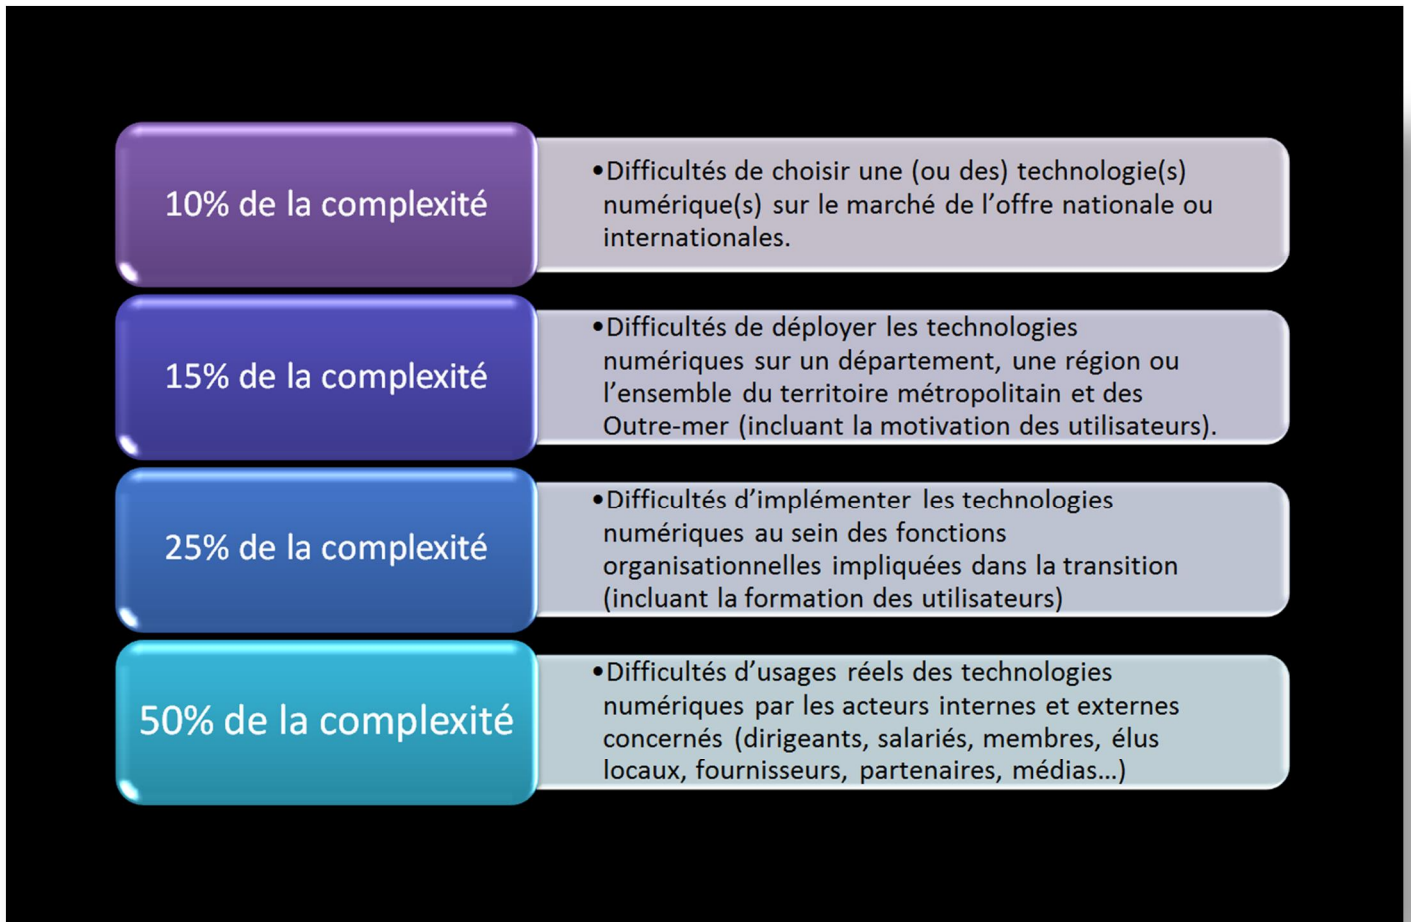 10% de la complexité
•Difficultés de choisir une (ou des) technologie(s)
numérique(s) sur le marché de l’offre nationale ou
internationales.
15% de la complexité
•Difficultés de déployer les technologies
numériques sur un département, une région ou
l’ensemble du territoire métropolitain et des
Outre-mer (incluant la motivation des utilisateurs).
25% de la complexité
•Difficultés d’implémenter les technologies
numériques au sein des fonctions
organisationnelles impliquées dans la transition
(incluant la formation des utilisateurs)
50% de la complexité
•Difficultés d’usages réels des technologies
numériques par les acteurs internes et externes
concernés (dirigeants, salariés, membres, élus
locaux, fournisseurs, partenaires, médias…)